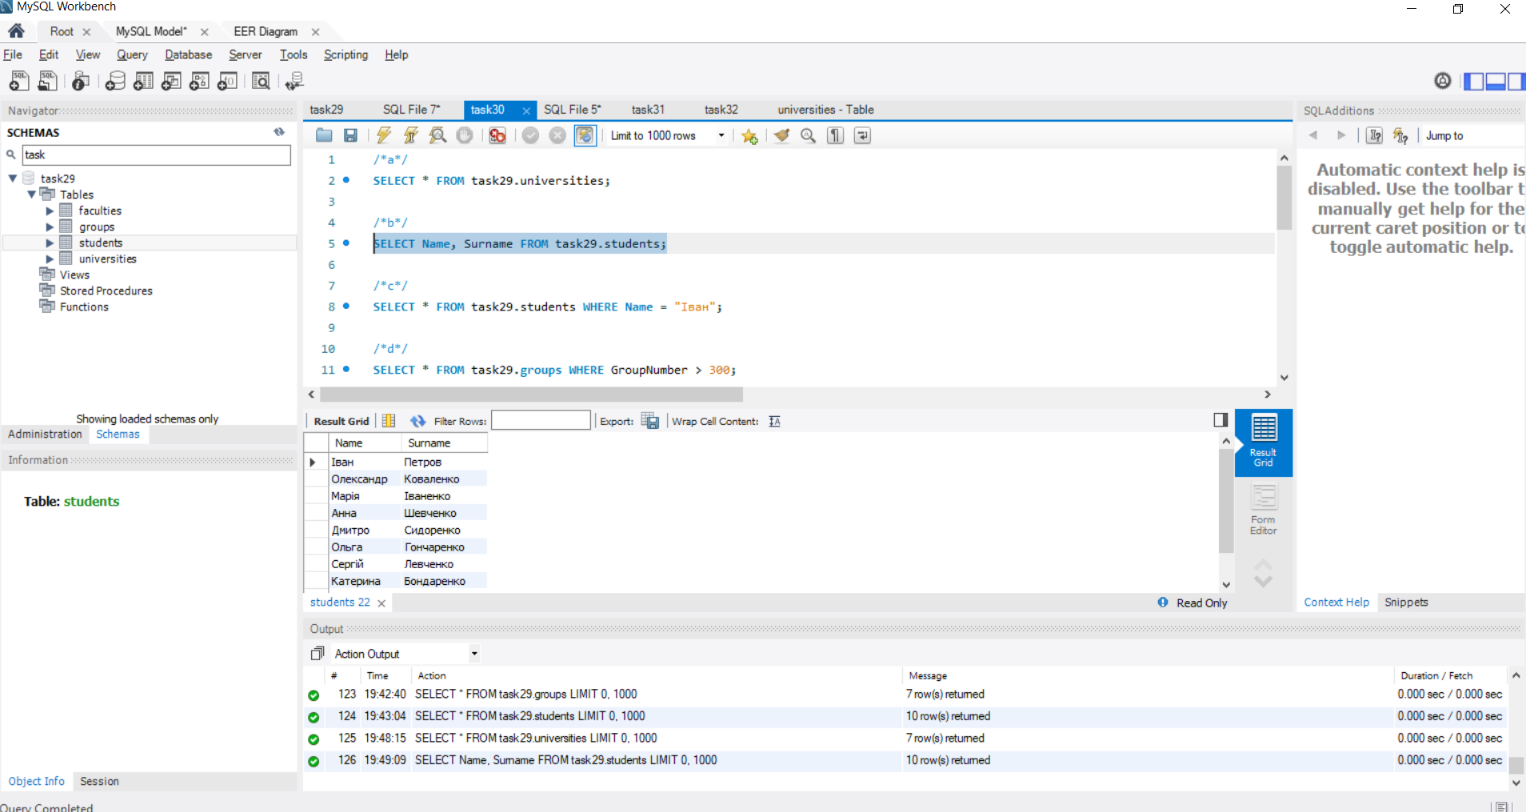 MySQL Workbench
Root
MySQL Model*
EER Diagram
File Edit View Query Database Server Tools Scripting Help
Navigator
SCHEMAS
task
task29
Tables
faculties
groups
students
universities
Views
Stored Procedures
Functions
Showing loaded schemas only
Administration Schemas
Information
Table: students
Object Info Session
Query Completed
task29 SQL File 7* task30 SQL File 5* task31 task32 universities - Table
Limit to 1000 rows
1 /*a*/
2 SELECT * FROM task29.universities;
3
4 /*b*/
5 SELECT Name, Surname FROM task29.students;
6
7 /*c*/
8 SELECT * FROM task29.students WHERE Name = "Іван";
9
10 /*d*/
11 SELECT * FROM task29.groups WHERE GroupNumber > 300;
Result Grid Filter Rows: Export: Wrap Cell Content:
Name Surname
Іван Петров
Олександр Коваленко
Марія Іваненко
Анна Шевченко
Дмитро Сидоренко
Ольга Гончаренко
Сергій Левченко
Катерина Бондаренко
Result
Grid
Form
Editor
students 22
Read Only
Output
Action Output
# Time Action Message Duration / Fetch
123 19:42:40 SELECT * FROM task29.groups LIMIT 0, 1000 7 row(s) returned 0.000 sec / 0.000 sec
124 19:43:04 SELECT * FROM task29.students LIMIT 0, 1000 10 row(s) returned 0.000 sec / 0.000 sec
125 19:48:15 SELECT * FROM task29.universities LIMIT 0, 1000 7 row(s) returned 0.000 sec / 0.000 sec
126 19:49:09 SELECT Name, Surname FROM task29.students LIMIT 0, 1000 10 row(s) returned 0.000 sec / 0.000 sec
SQLAdditions
Jump to
Automatic context help is
disabled. Use the toolbar t
manually get help for the
current caret position or to
toggle automatic help.
Context Help Snippets